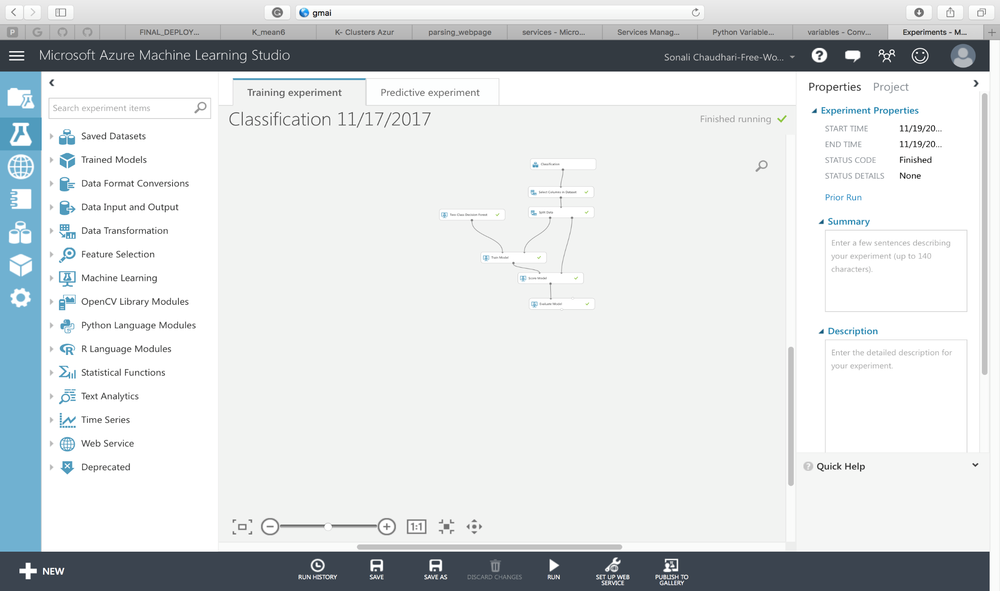 gmai
P
G
FINAL_DEPLOY...
K_mean6
K- Clusters Azur
parsing_webpage
services - Micro...
Services Manag...
Python Variable...
variables - Conv...
Experiments - M...
Microsoft Azure Machine Learning Studio
Sonali Chaudhari-Free-Wo...
Search experiment items
Saved Datasets
Trained Models
Data Format Conversions
Data Input and Output
Data Transformation
Feature Selection
Machine Learning
OpenCV Library Modules
Python Language Modules
R Language Modules
Statistical Functions
Text Analytics
Time Series
Web Service
Deprecated
Training experiment
Predictive experiment
Classification 11/17/2017
Finished running
Classification
Select Columns in Dataset
Split Data
Two-Class Decision Forest
Train Model
Score Model
Evaluate Model
1:1
Properties
Project
Experiment Properties
START TIME 11/19/20...
END TIME 11/19/20...
STATUS CODE Finished
STATUS DETAILS None
Prior Run
Summary
Enter a few sentences describing
your experiment (up to 140
characters).
Description
Enter the detailed description for
your experiment.
Quick Help
NEW
RUN HISTORY
SAVE
SAVE AS
DISCARD CHANGES
RUN
SET UP WEB
SERVICE
PUBLISH TO
GALLERY